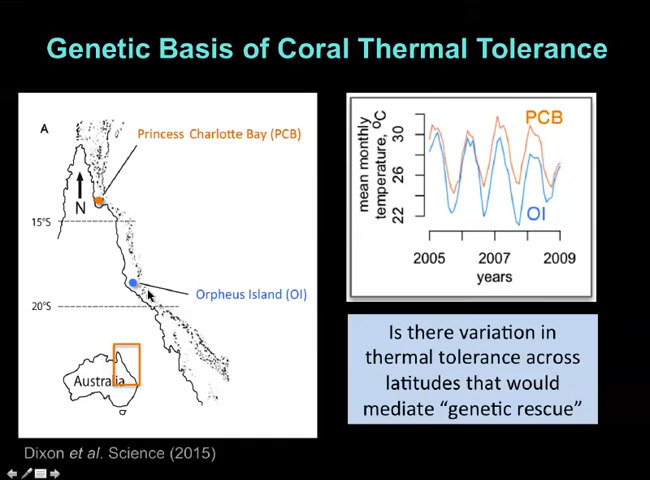 Genetic Basis of Coral Thermal Tolerance
A
Princess Charlotte Bay (PCB)
N
15°S
Orpheus Island (OI)
20°S
Australia
mean monthly
temperature, °C
30
26
22
PCB
OI
2005
2007
2009
years
Is there variation in
thermal tolerance across
latitudes that would
mediate “genetic rescue”
Dixon et al. Science (2015)